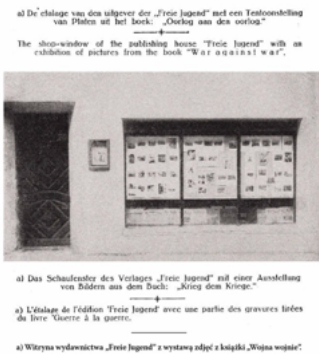 a) De etalage van den uitgever der „Freie Jugend” met een Tentoonstelling
van Platen uit het boek: „Oorlog aan den oorlog.”
The shop-window of the publishing house "Freie Jugend" with an
exhibition of pictures from the book "War against war".
a) Das Schaufenster des Verlages „Freie Jugend” mit einer Ausstellung
von Bildern aus dem Buch: „Krieg dem Kriege.”
a) L'étalage de l'édition 'Freie Jugend' avec une partie des gravures tirées
du livre 'Guerre à la guerre.
a) Witryna wydawnictwa „Freie Jugend” z wystawą zdjęć z książki „Wojna wojnie”.